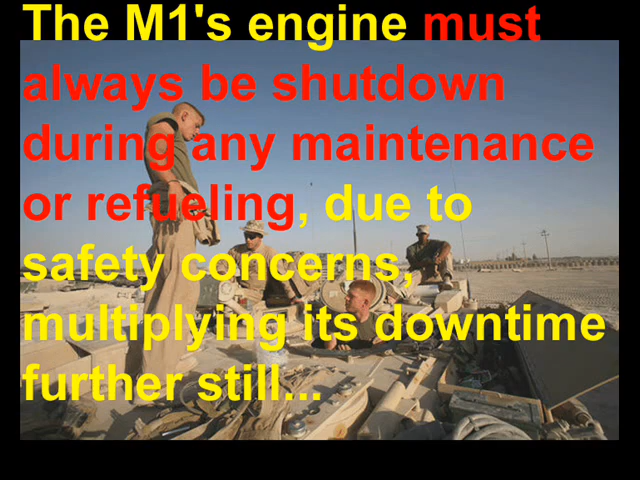 The M1's engine must
always be shutdown
during any maintenance
or refueling, due to
safety concerns,
multiplying its downtime
further still...